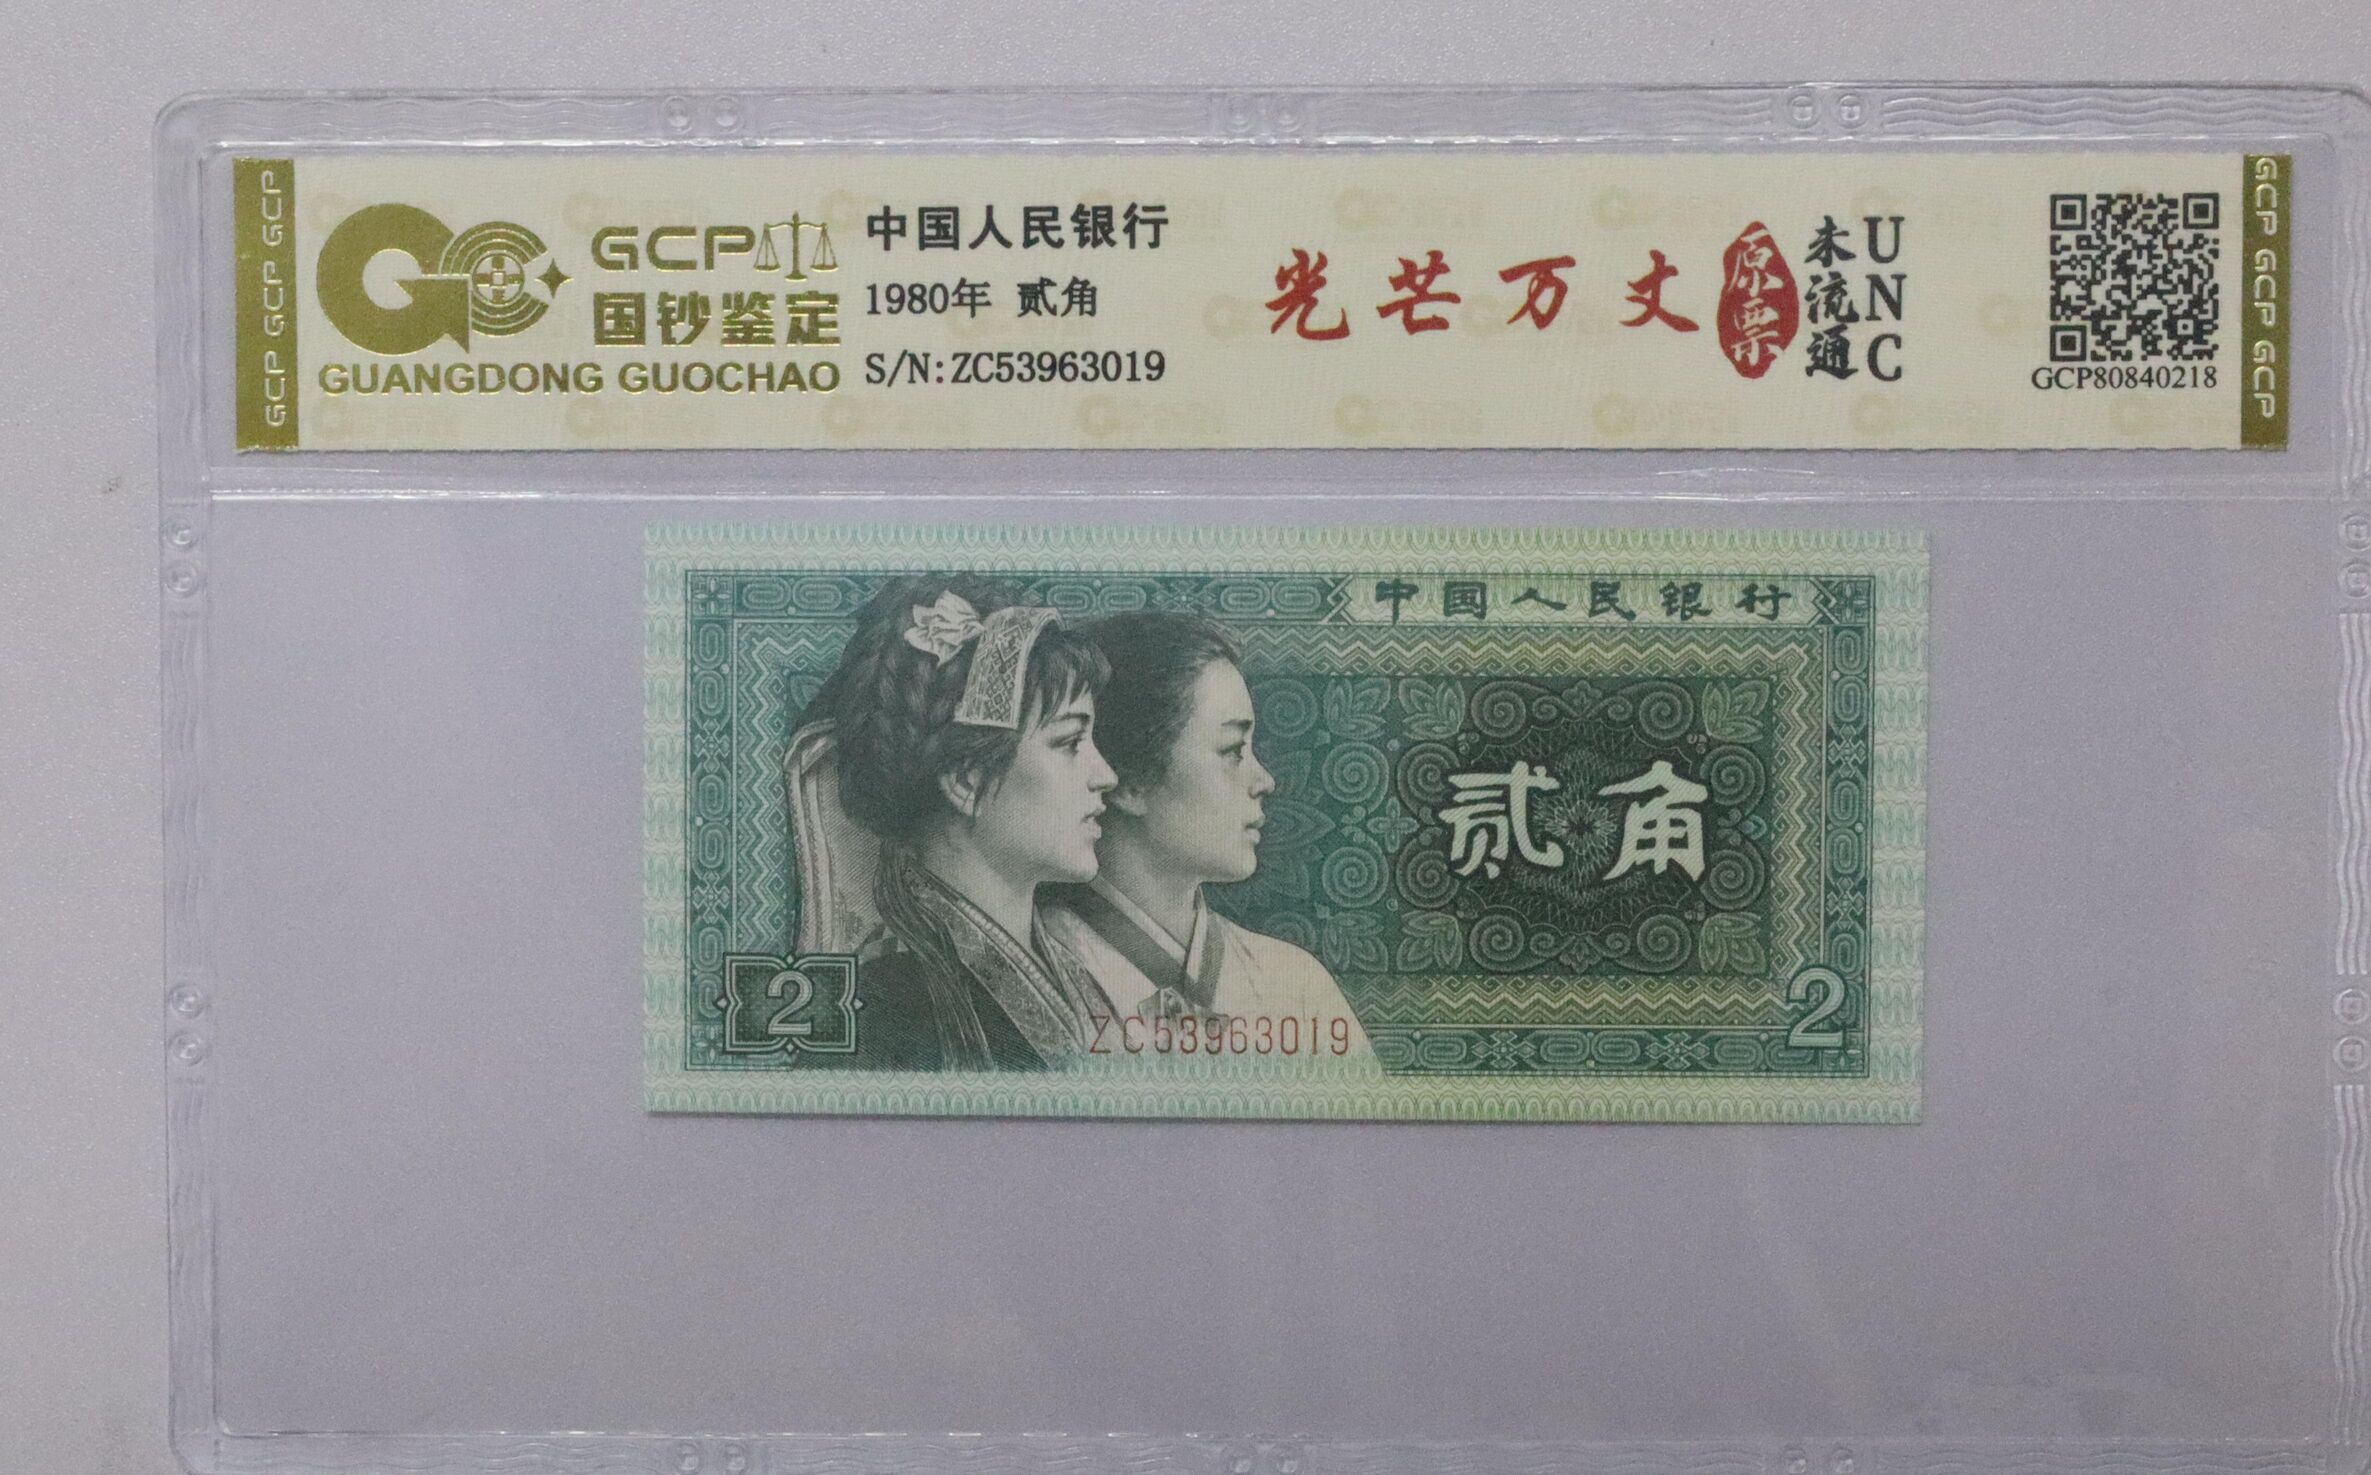 GCP GCP GCP
GCP
国钞鉴定
GUANGDONG GUOCHAO
中国人民银行
1980年 贰角
S/N:ZC53963019
光芒万丈
原票
未流通
UNC
GCP80840218
GCP GCP GCP
中国人民银行
贰角
2
ZC53963019
2